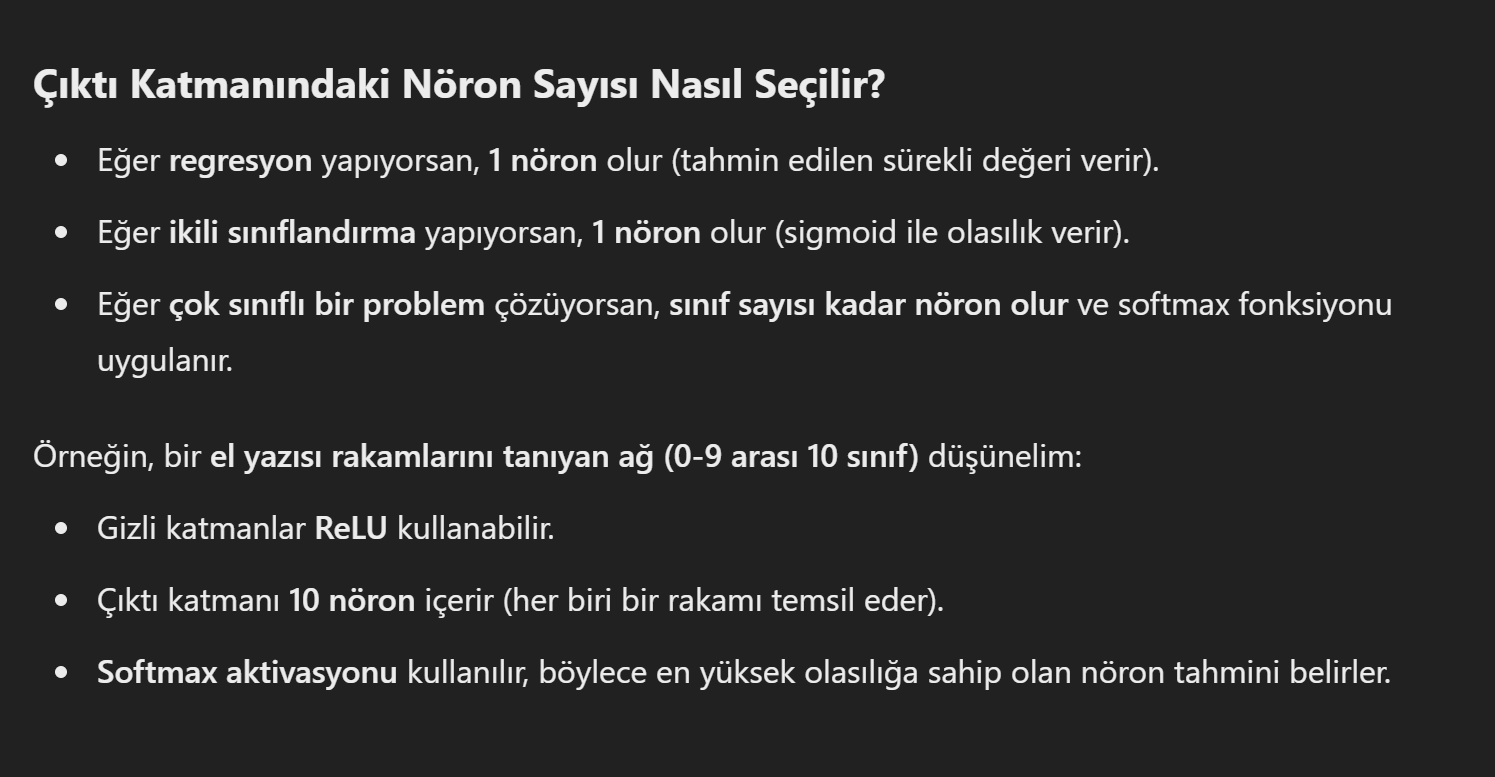 Çıktı Katmanındaki Nöron Sayısı Nasıl Seçilir?
• Eğer regresyon yapıyorsan, 1 nöron olur (tahmin edilen sürekli değeri verir).
• Eğer ikili sınıflandırma yapıyorsan, 1 nöron olur (sigmoid ile olasılık verir).
• Eğer çok sınıflı bir problem çözüyorsan, sınıf sayısı kadar nöron olur ve softmax fonksiyonu
uygulanır.
Örneğin, bir el yazısı rakamlarını tanıyan ağ (0-9 arası 10 sınıf) düşünelim:
• Gizli katmanlar ReLU kullanabilir.
• Çıktı katmanı 10 nöron içerir (her biri bir rakamı temsil eder).
• Softmax aktivasyonu kullanılır, böylece en yüksek olasılığa sahip olan nöron tahmini belirler.